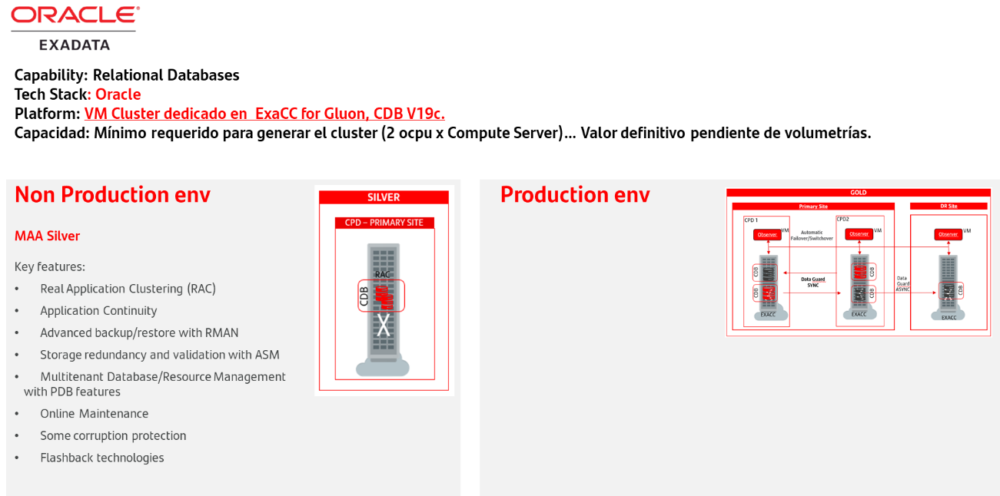 ORACLE®
EXADATA
Capability: Relational Databases
Tech Stack: Oracle
Platform: VM Cluster dedicado en ExaCC for Gluon, CDB V19c.
Capacidad: Mínimo requerido para generar el cluster (2 ocpu x Compute Server)... Valor definitivo pendiente de volumetrías.
Non Production env
MAA Silver
Key features:
• Real Application Clustering (RAC)
• Application Continuity
• Advanced backup/restore with RMAN
• Storage redundancy and validation with ASM
• Multitenant Database/Resource Management
with PDB features
• Online Maintenance
• Some corruption protection
• Flashback technologies
SILVER
CPD – PRIMARY SITE
RAC
CDB
X
Production env
GOLD
Primary Site
DR Site
CPD 1
CPD2
Observer
VM
Automatic
Failover/Switchover
Observer
VM
Observer
VM
CDB
CDB
Data Guard
SYNC
CDB
CDB
Data
Guard
ASYNC
CDB
EXACC
EXACC
EXACC